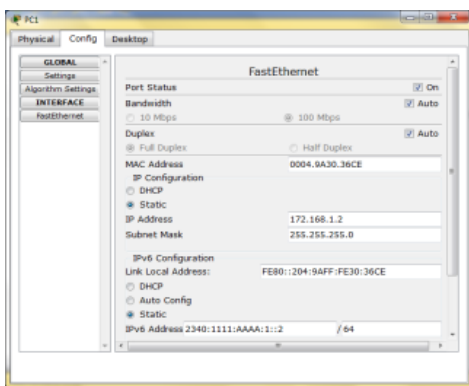 PC1
Physical Config Desktop
GLOBAL
Settings
Algorithm Settings
INTERFACE
FastEthernet
FastEthernet
Port Status On
Bandwidth Auto
10 Mbps 100 Mbps
Duplex Auto
Full Duplex Half Duplex
MAC Address 0004.9A30.36CE
IP Configuration
DHCP
Static
IP Address 172.168.1.2
Subnet Mask 255.255.255.0
IPv6 Configuration
Link Local Address: FE80::204:9AFF:FE30:36CE
DHCP
Auto Config
Static
IPv6 Address 2340:1111:AAAA:1::2 / 64